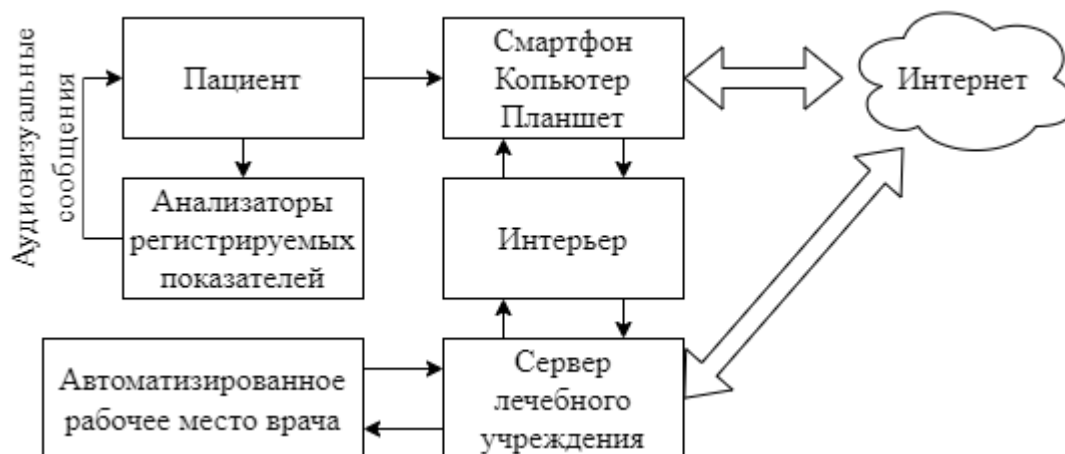 Аудиовизуальные
сообщения
Пациент
Смартфон
Копьютер
Планшет
Интернет
Анализаторы
регистрируемых
показателей
Интерьер
Автоматизированное
рабочее место врача
Сервер
лечебного
учреждения